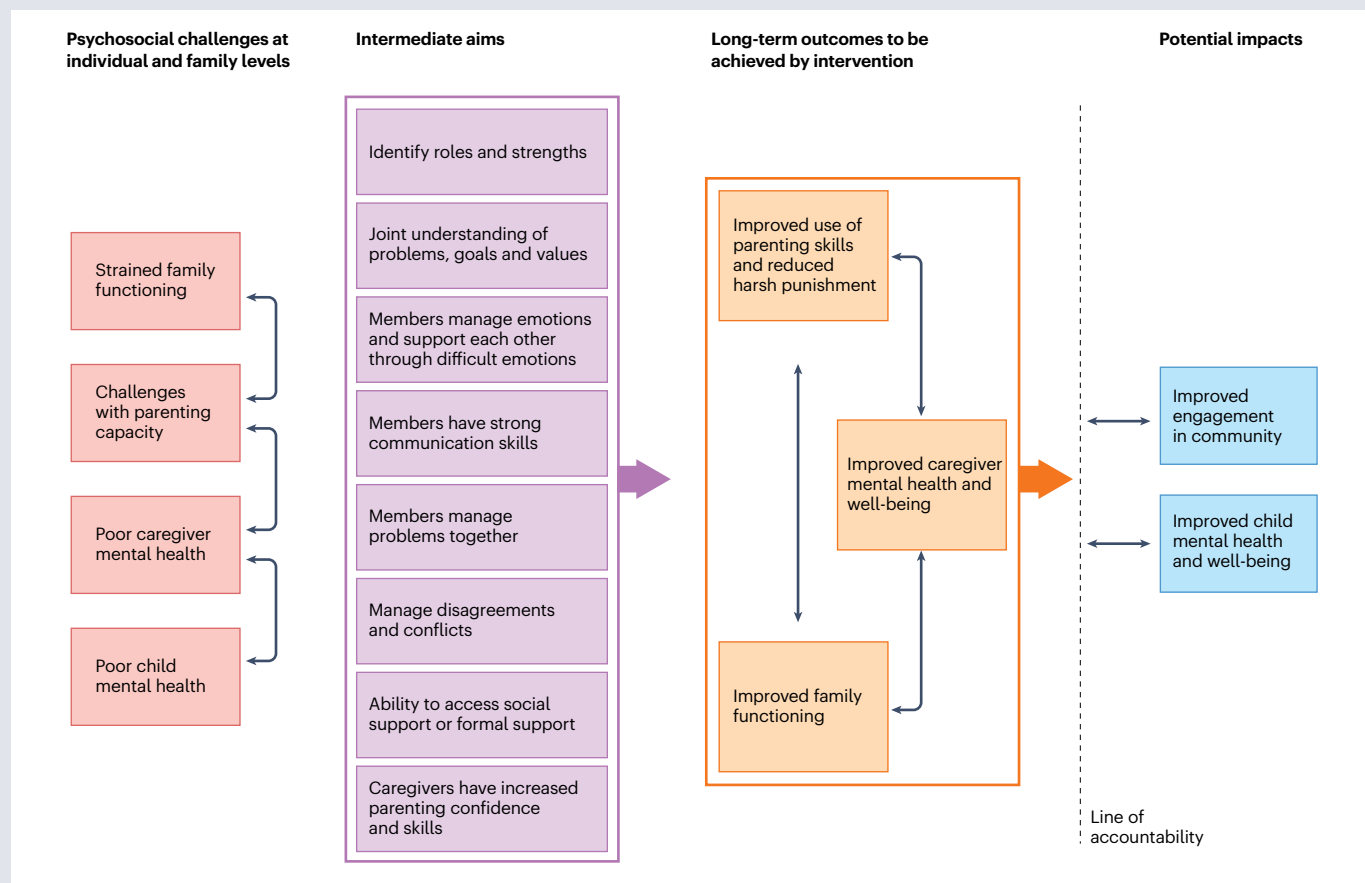 Psychosocial challenges at
individual and family levels
Intermediate aims
Long-term outcomes to be
achieved by intervention
Potential impacts
Strained family
functioning
Challenges
with parenting
capacity
Poor caregiver
mental health
Poor child
mental health
Identify roles and strengths
Joint understanding of
problems, goals and values
Members manage emotions
and support each other
through difficult emotions
Members have strong
communication skills
Members manage
problems together
Manage disagreements
and conflicts
Ability to access social
support or formal support
Caregivers have increased
parenting confidence
and skills
Improved use of
parenting skills
and reduced
harsh punishment
Improved caregiver
mental health and
well-being
Improved family
functioning
Improved
engagement
in community
Improved child
mental health
and well-being
Line of
accountability